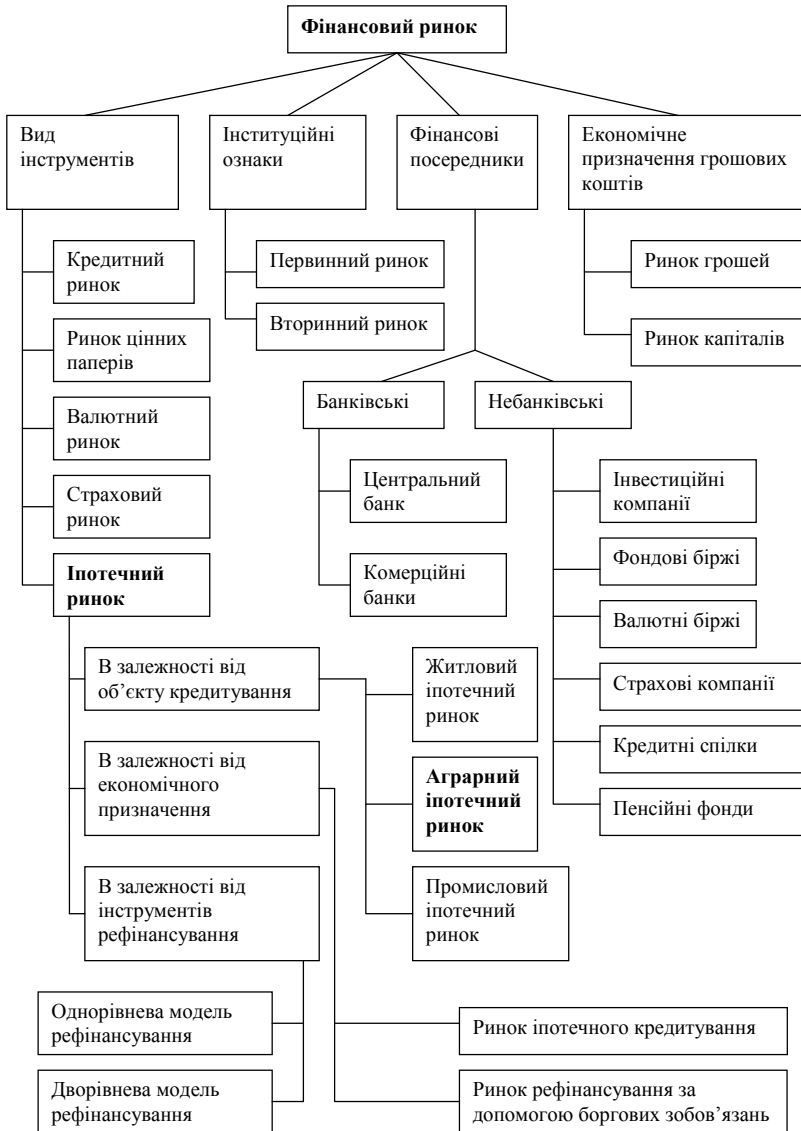 Фінансовий ринок
Вид
інструментів
Інституційні
ознаки
Фінансові
посередники
Економічне
призначення грошових
коштів
Кредитний
ринок
Ринок цінних
паперів
Валютний
ринок
Страховий
ринок
Іпотечний
ринок
Первинний ринок
Вторинний ринок
Ринок грошей
Ринок капіталів
Банківські
Небанківські
Центральний
банк
Комерційні
банки
Інвестиційні
компанії
Фондові біржі
Валютні біржі
Страхові компанії
Кредитні спілки
Пенсійні фонди
В залежності від
об’єкту кредитування
В залежності від
економічного
призначення
В залежності від
інструментів
рефінансування
Житловий
іпотечний
ринок
Аграрний
іпотечний
ринок
Промисловий
іпотечний
ринок
Однорівнева модель
рефінансування
Дворівнева модель
рефінансування
Ринок іпотечного кредитування
Ринок рефінансування за
допомогою боргових зобов’язань